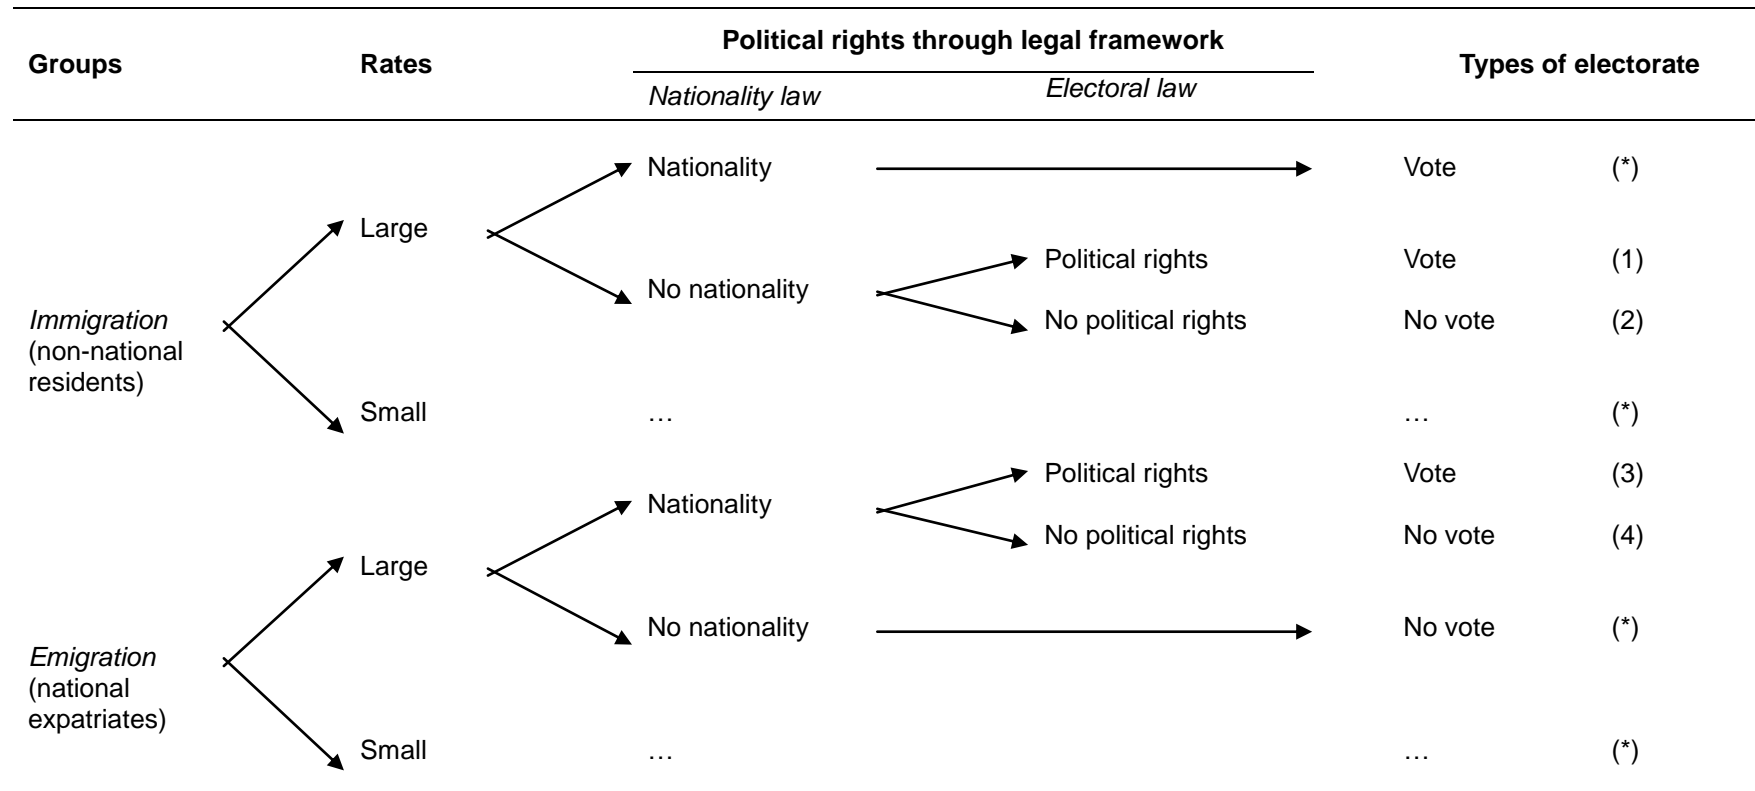 Groups Rates Political rights through legal framework Types of electorate
Nationality law Electoral law
Nationality Vote (*)
Large
Political rights Vote (1)
No nationality
Immigration No political rights No vote (2)
(non-national
residents)
Small … … (*)
Political rights Vote (3)
Nationality
No political rights No vote (4)
Large
No nationality No vote (*)
Emigration
(national
expatriates)
Small … … (*)